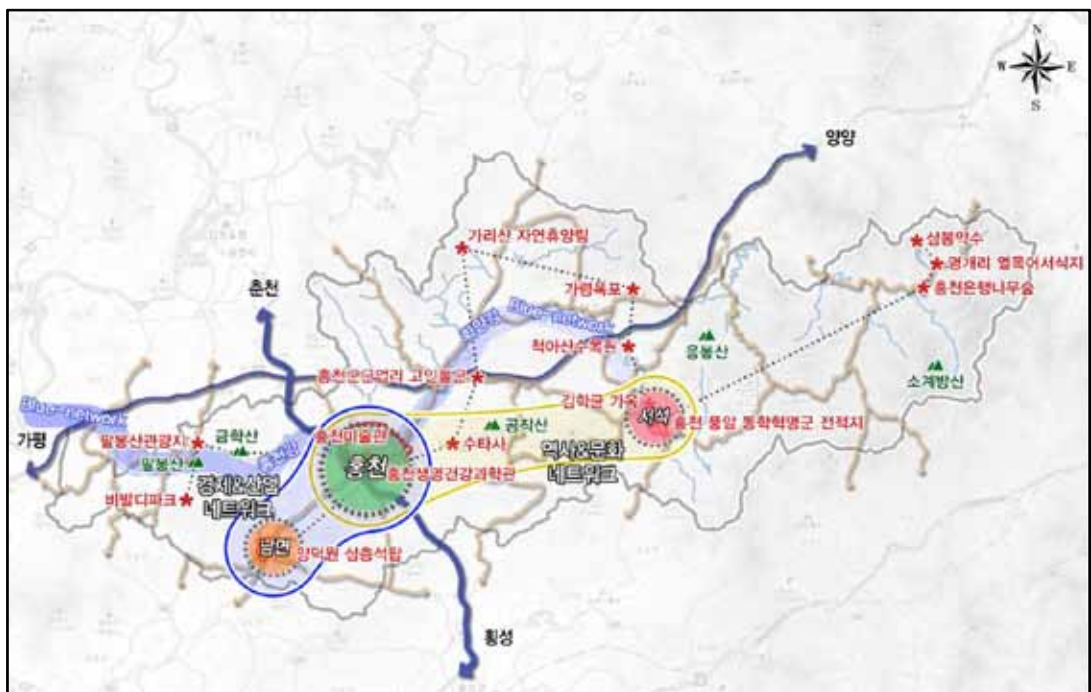 N
W E
S
양양
가리산 자연휴양림
삼봉약수
명개리 열목어서식지
홍천은행나무숲
가령폭포
춘천
화양강
Blue-network
척야산수목원
응봉산
소계방산
홍천군군업리 고인돌군
김학균 가옥
서석
홍천 풍암 동학혁명군 전적지
Blue-network
가평
팔봉산관광지
금학산
팔봉산
홍천강
홍천미술관
공작산
수타사
역사&문화
네트워크
홍천
홍천생명건강과학관
경제&산업
네트워크
비발디파크
남면
양덕원 삼층석탑
횡성